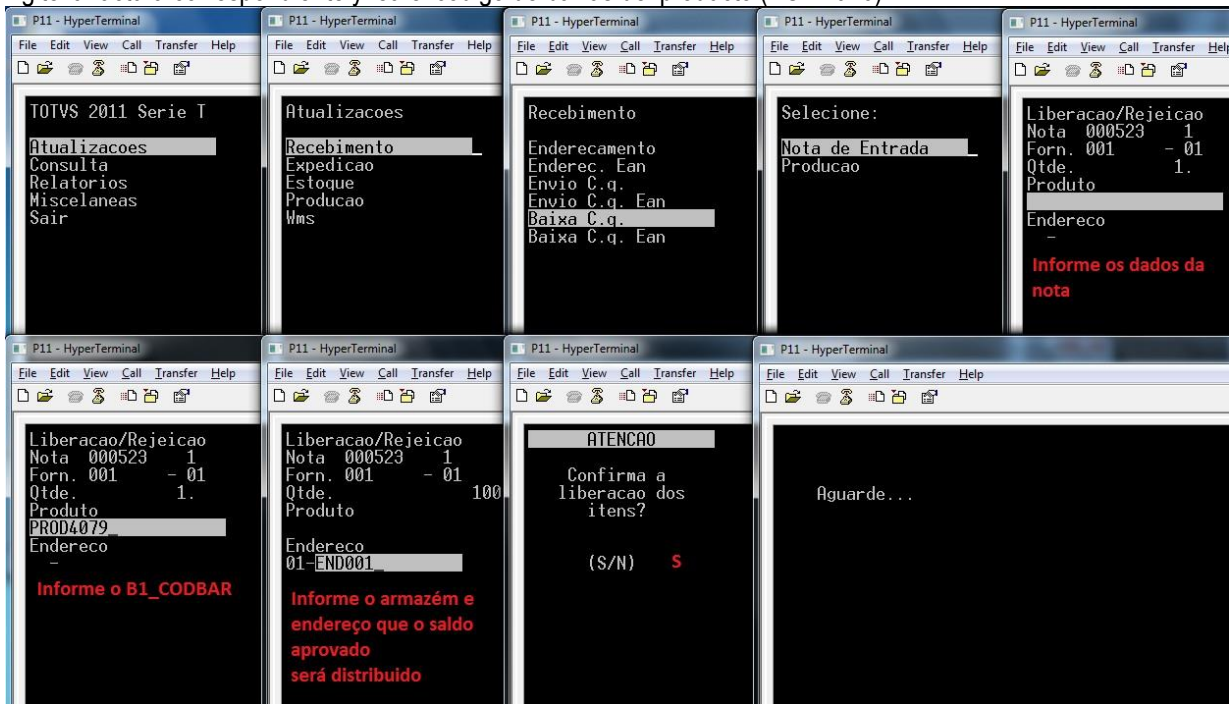 P11 - HyperTerminal
File Edit View Call Transfer Help
TOTVS 2011 Serie T
Atualizacoes
Consulta
Relatorios
Miscelaneas
Sair
P11 - HyperTerminal
File Edit View Call Transfer Help
Atualizacoes
Recebimento
Expedicao
Estoque
Producao
Wms
P11 - HyperTerminal
File Edit View Call Transfer Help
Recebimento
Enderecamento
Enderec. Ean
Envio C.q.
Envio C.q. Ean
Baixa C.q.
Baixa C.q. Ean
P11 - HyperTerminal
File Edit View Call Transfer Help
Selecione:
Nota de Entrada
Producao
P11 - HyperTerminal
File Edit View Call Transfer Help
Liberacao/Rejeicao
Nota 000523 1
Forn. 001 - 01
Qtde. 1.
Produto
Endereco
-
Informe os dados da
nota
P11 - HyperTerminal
File Edit View Call Transfer Help
Liberacao/Rejeicao
Nota 000523 1
Forn. 001 - 01
Qtde. 1.
Produto
PROD4079_
Endereco
-
Informe o B1_CODBAR
P11 - HyperTerminal
File Edit View Call Transfer Help
Liberacao/Rejeicao
Nota 000523 1
Forn. 001 - 01
Qtde. 100
Produto
Endereco
01-END001_
Informe o armazém e
endereço que o saldo
aprovado
será distribuido
P11 - HyperTerminal
File Edit View Call Transfer Help
ATENCAO
Confirma a
liberacao dos
itens?
(S/N) S
P11 - HyperTerminal
File Edit View Call Transfer Help
Aguarde...